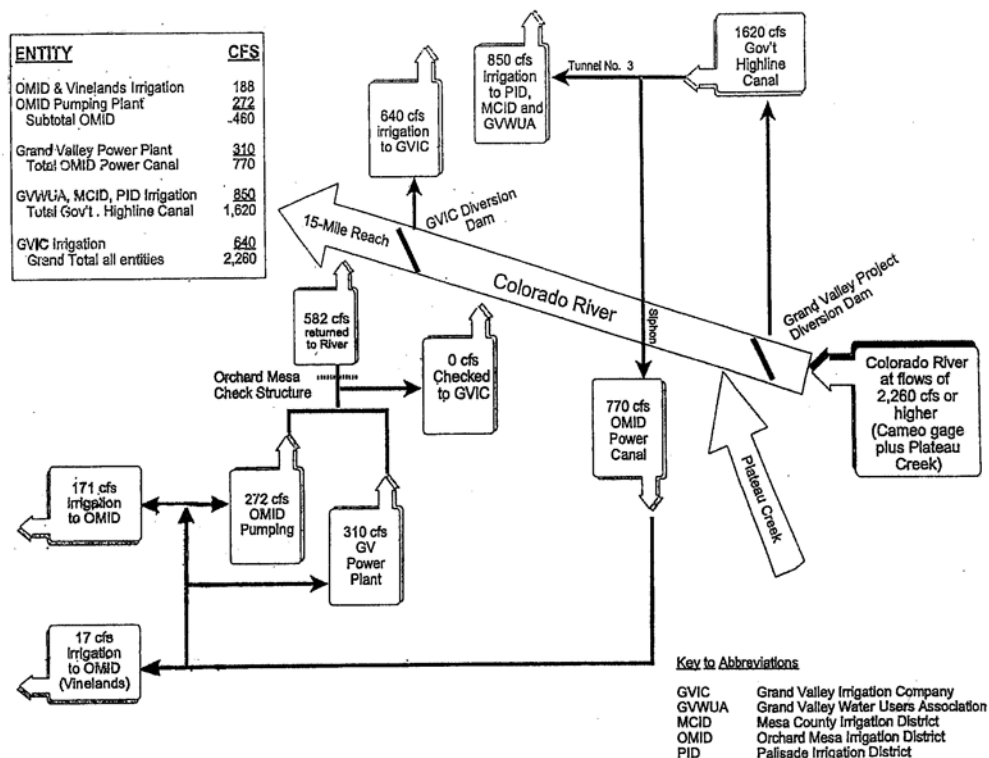 ENTITY CFS
OMID & Vinelands Irrigation 188
OMID Pumping Plant 272
Subtotal OMID 460
Grand Valley Power Plant 310
Total OMID Power Canal 770
GVWUA, MCID, PID Irrigation 850
Total Gov't . Highline Canal 1,620
GVIC Irrigation 640
Grand Total all entities 2,260
640 cfs
irrigation
to GVIC
850 cfs
Irrigation
to PID,
MCID and
GVWUA
Tunnel No. 3
1620 cfs
Gov't
Highline
Canal
15-Mile Reach
GVIC Diversion
Dam
Colorado River
Siphon
Grand Valley Project
Diversion Dam
Colorado River
at flows of
2,260 cfs or
higher
(Cameo gage
plus Plateau
Creek)
Plateau Creek
582 cfs
returned
to River
Orchard Mesa
Check Structure
0 cfs
Checked
to GVIC
770 cfs
OMID
Power
Canal
171 cfs
Irrigation
to OMID
272 cfs
OMID
Pumping
310 cfs
GV
Power
Plant
17 cfs
Irrigation
to OMID
(Vinelands)
Key to Abbreviations
GVIC Grand Valley Irrigation Company
GVWUA Grand Valley Water Users Association
MCID Mesa County Irrigation District
OMID Orchard Mesa Irrigation District
PID Palisade Irrigation District